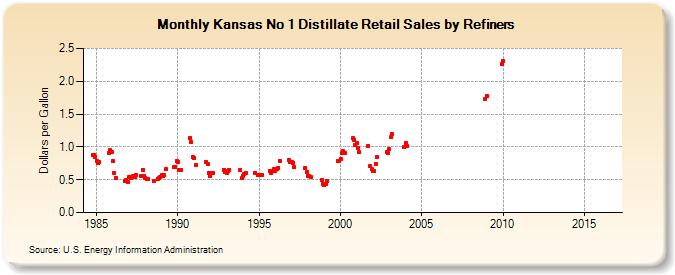 Monthly Kansas No 1 Distillate Retail Sales by Refiners
Dollars per Gallon
2.5
2.0
1.5
1.0
0.5
0.0
1985 1990 1995 2000 2005 2010 2015
Source: U.S. Energy Information Administration